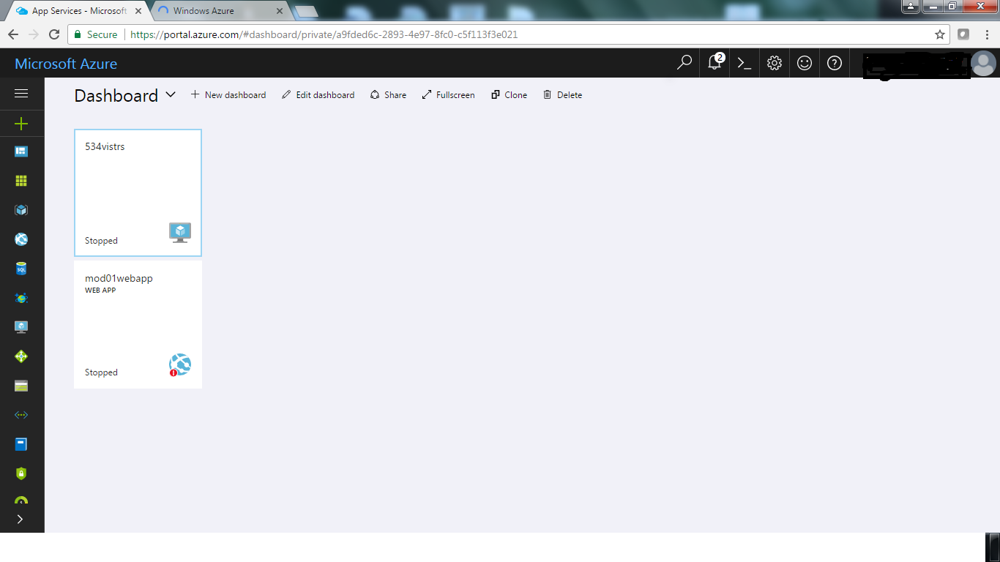 App Services - Microsoft
Windows Azure
Secure
https://portal.azure.com/#dashboard/private/a9fded6c-2893-4e97-8fc0-c5f113f3e021
Microsoft Azure
2
Dashboard
New dashboard
Edit dashboard
Share
Fullscreen
Clone
Delete
534vistrs
Stopped
mod01webapp
WEB APP
Stopped
SQL